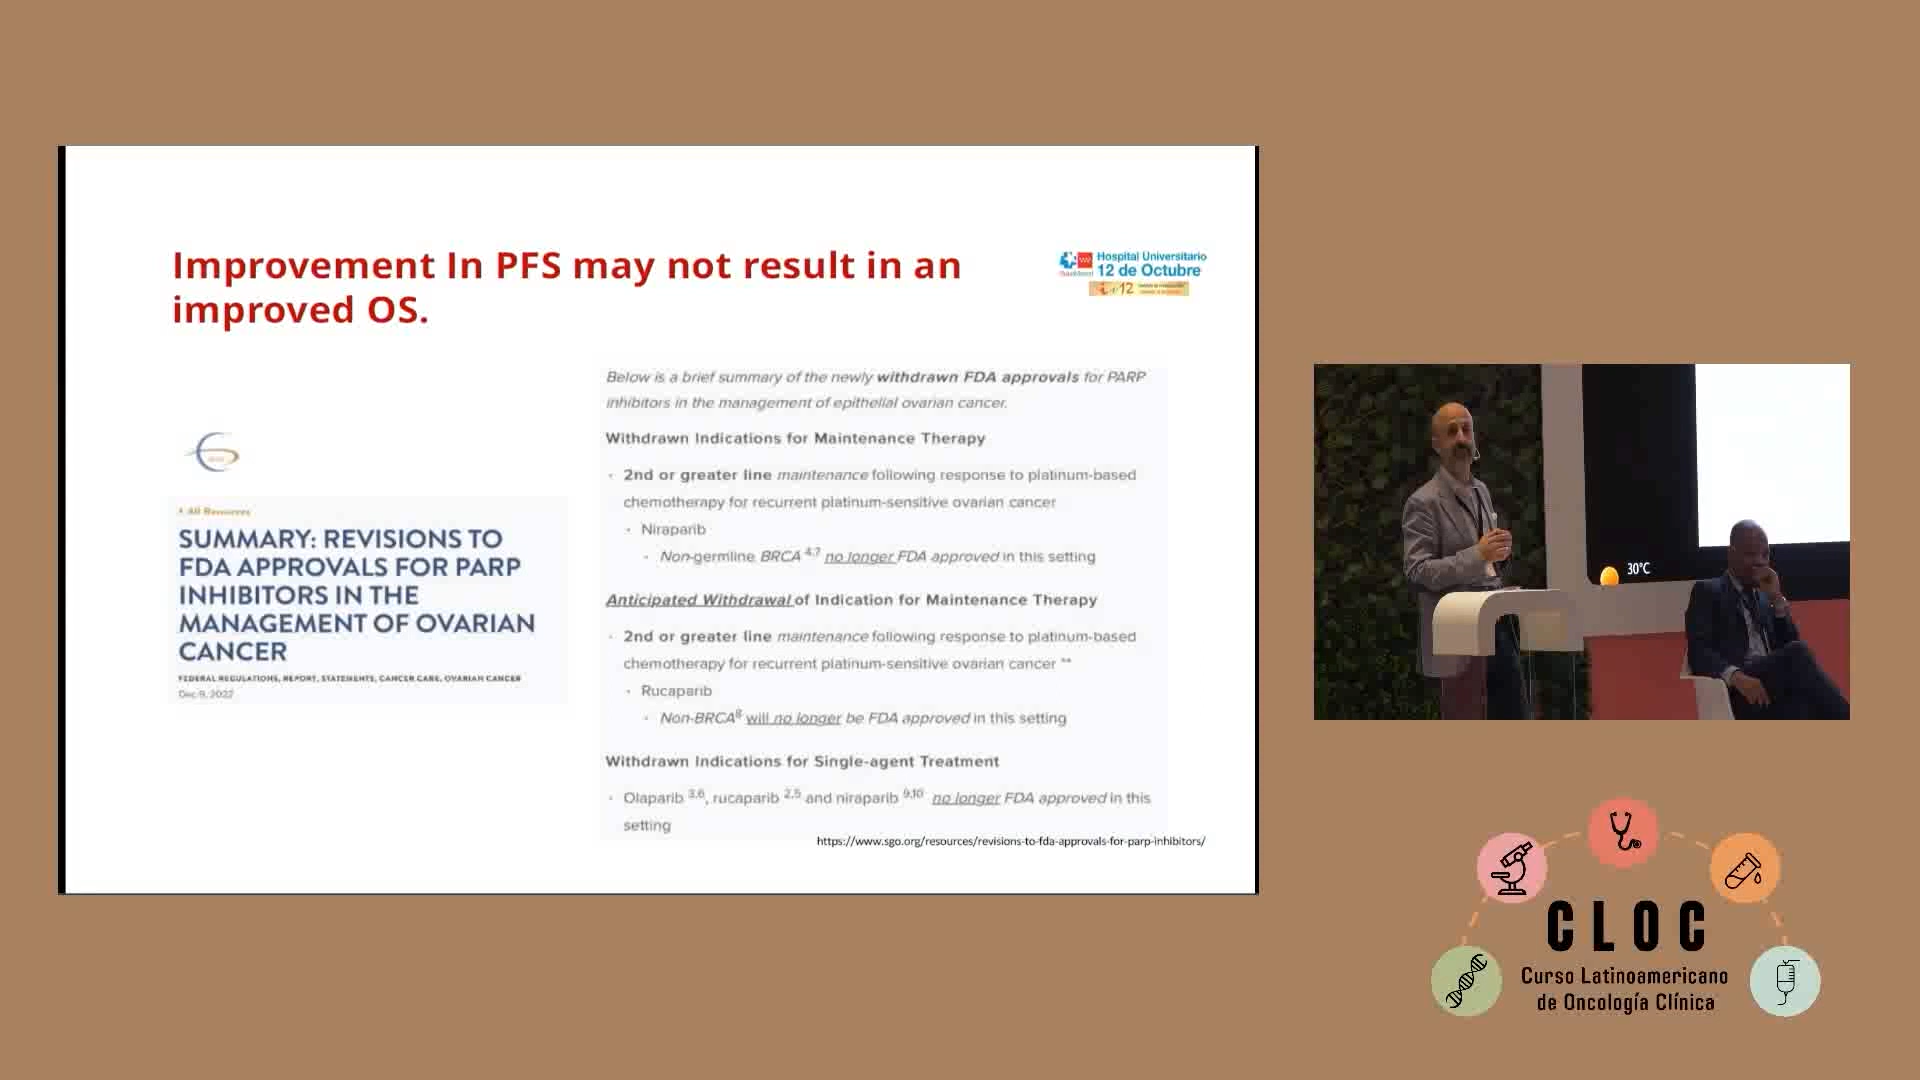 Improvement In PFS may not result in an
improved OS.
Hospital Universitario
12 de Octubre
i+12
Below is a brief summary of the newly withdrawn FDA approvals for PARP
inhibitors in the management of epithelial ovarian cancer.
Withdrawn Indications for Maintenance Therapy
· 2nd or greater line maintenance following response to platinum-based
chemotherapy for recurrent platinum-sensitive ovarian cancer
· Niraparib
· Non-germline BRCA 4,7 no longer FDA approved in this setting
Anticipated Withdrawal of Indication for Maintenance Therapy
· 2nd or greater line maintenance following response to platinum-based
chemotherapy for recurrent platinum-sensitive ovarian cancer **
· Rucaparib
· Non-BRCA8 will no longer be FDA approved in this setting
Withdrawn Indications for Single-agent Treatment
· Olaparib 3,6, rucaparib 2,5 and niraparib 9,10 no longer FDA approved in this
setting
All Resources
SUMMARY: REVISIONS TO
FDA APPROVALS FOR PARP
INHIBITORS IN THE
MANAGEMENT OF OVARIAN
CANCER
FEDERAL REGULATIONS, REPORT, STATEMENTS, CANCER CARE, OVARIAN CANCER
Dec 9, 2022
https://www.sgo.org/resources/revisions-to-fda-approvals-for-parp-inhibitors/
30°C
CLOC
Curso Latinoamericano
de Oncología Clínica